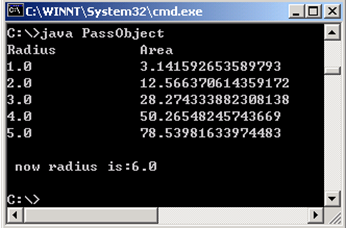 C:\WINNT\System32\cmd.exe
C:\>java PassObject
Radius Area
1.0 3.141592653589793
2.0 12.566370614359172
3.0 28.274333882308138
4.0 50.26548245743669
5.0 78.53981633974483
now radius is:6.0
C:\>